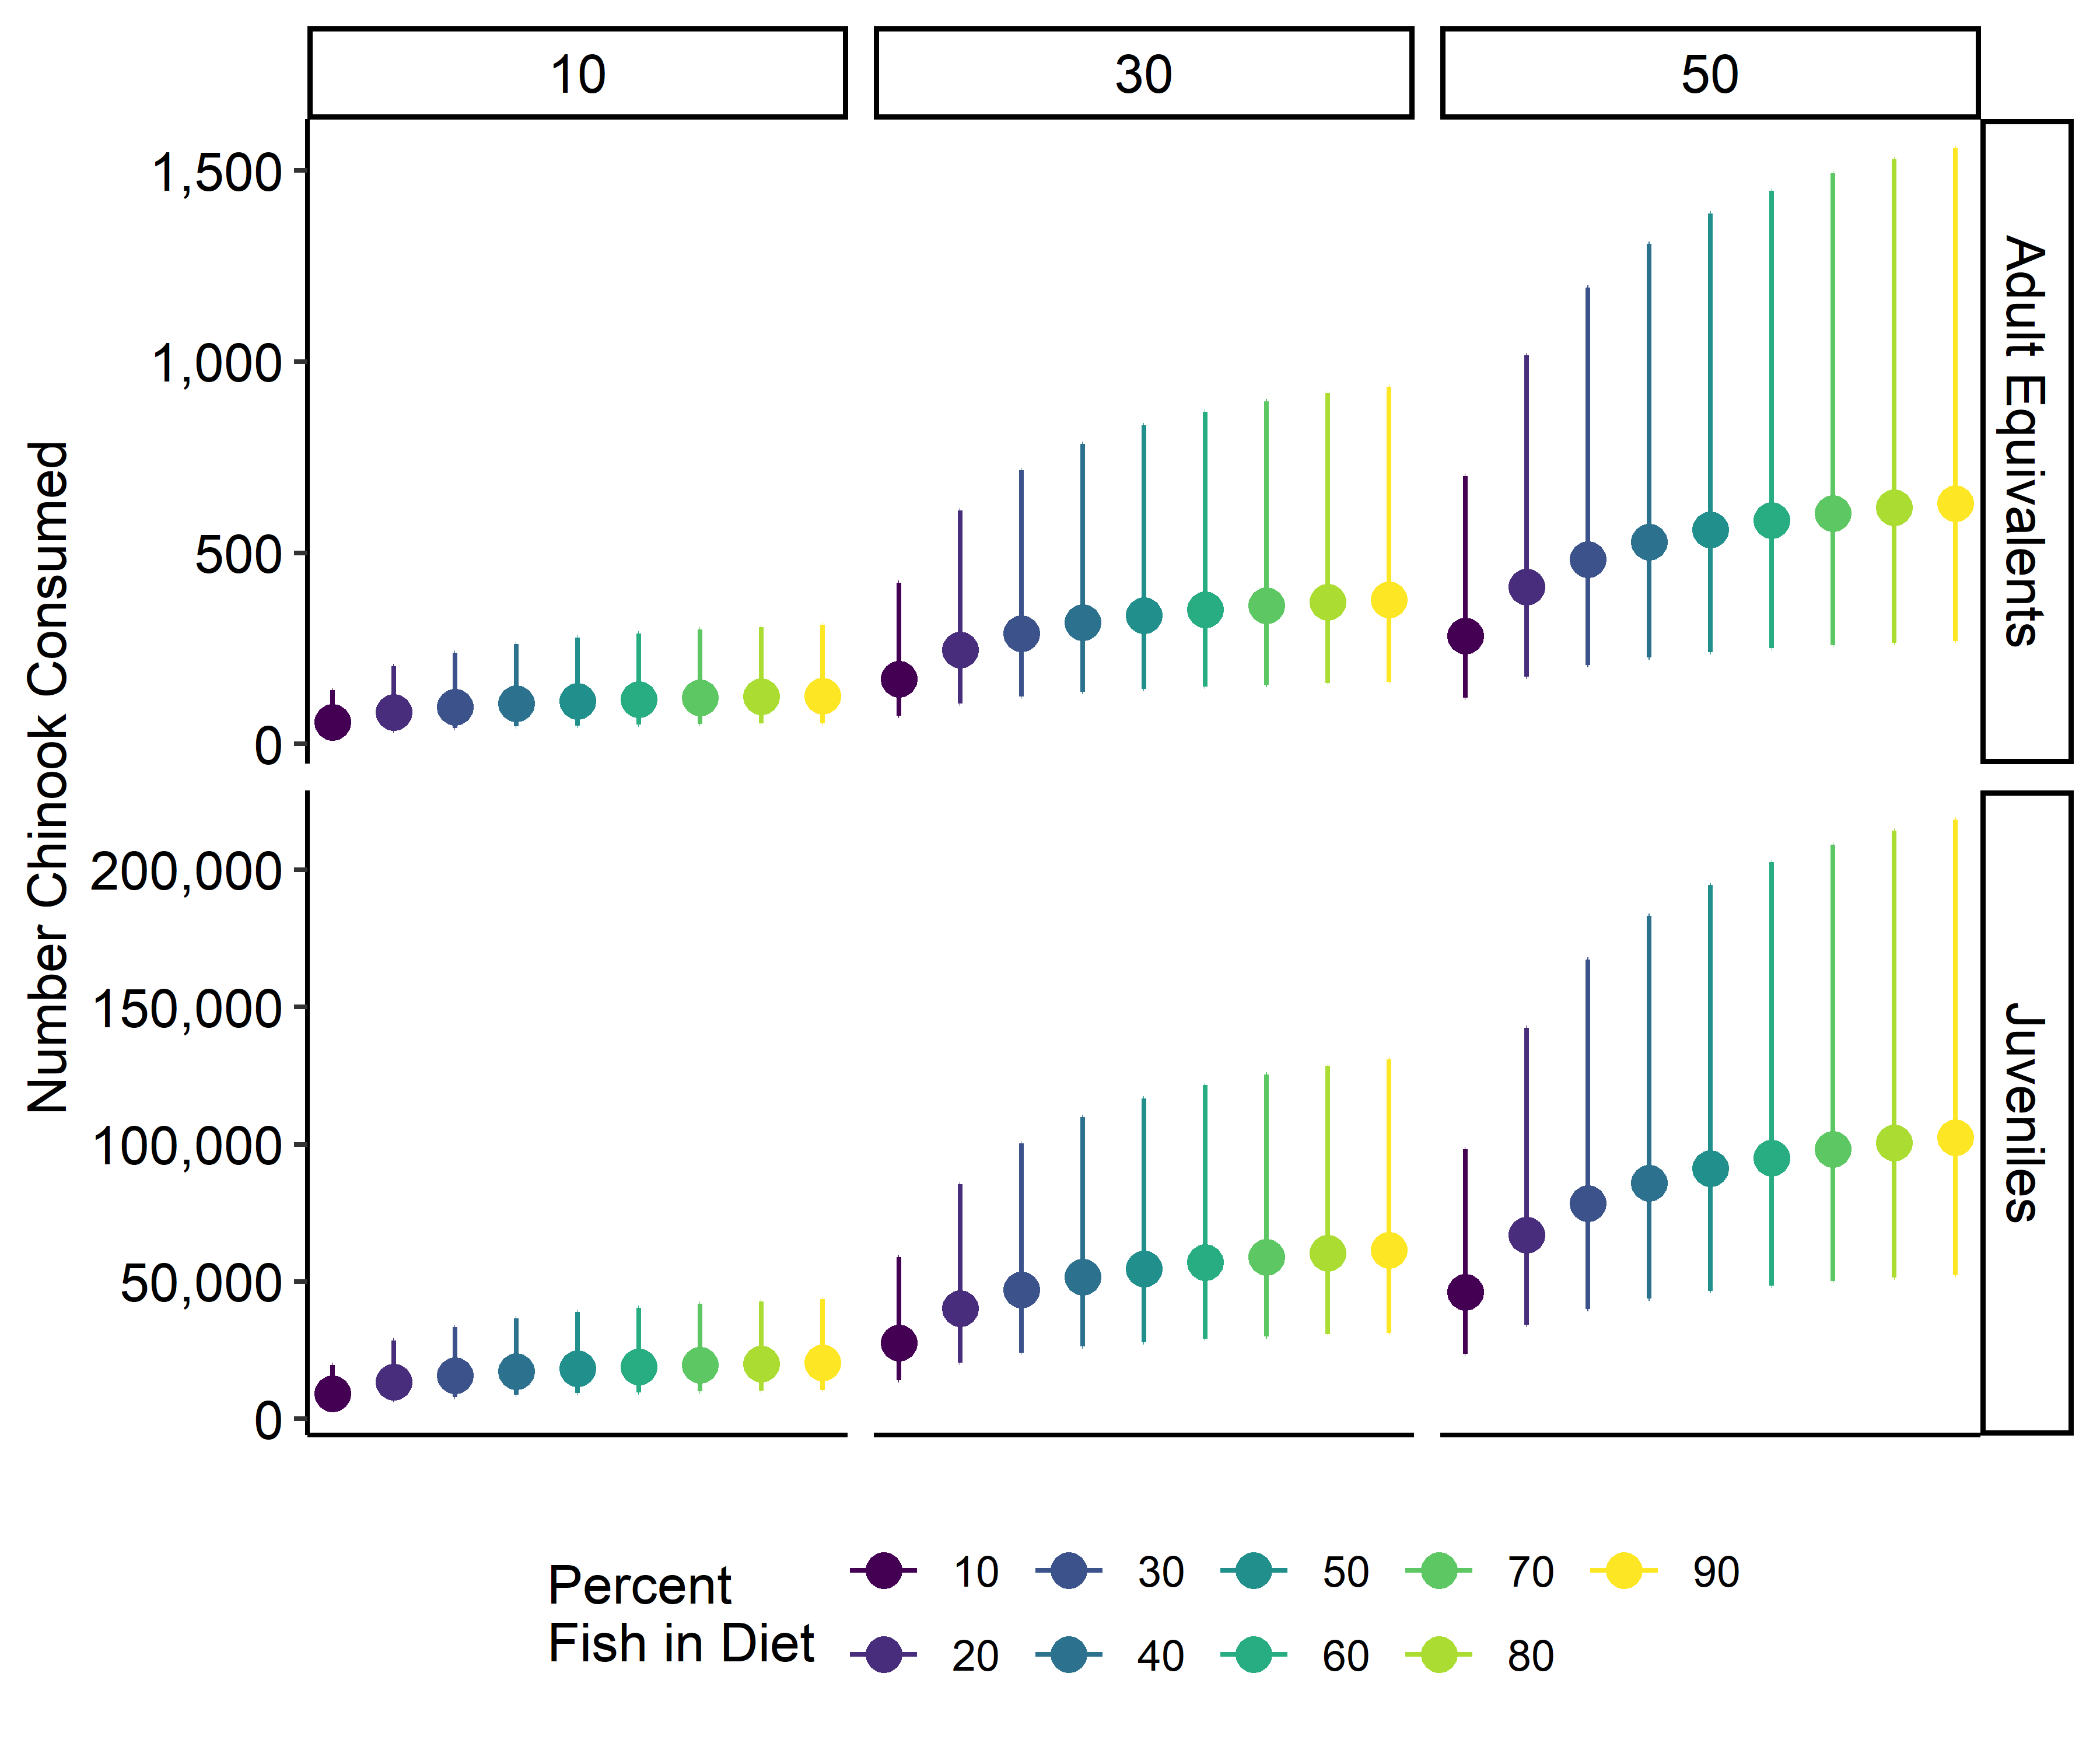 10
30
50
1,500
1,000
500
0
Adult Equivalents
Number Chinook Consumed
200,000
150,000
100,000
50,000
0
Juveniles
Percent
Fish in Diet
10 30 50 70 90
20 40 60 80